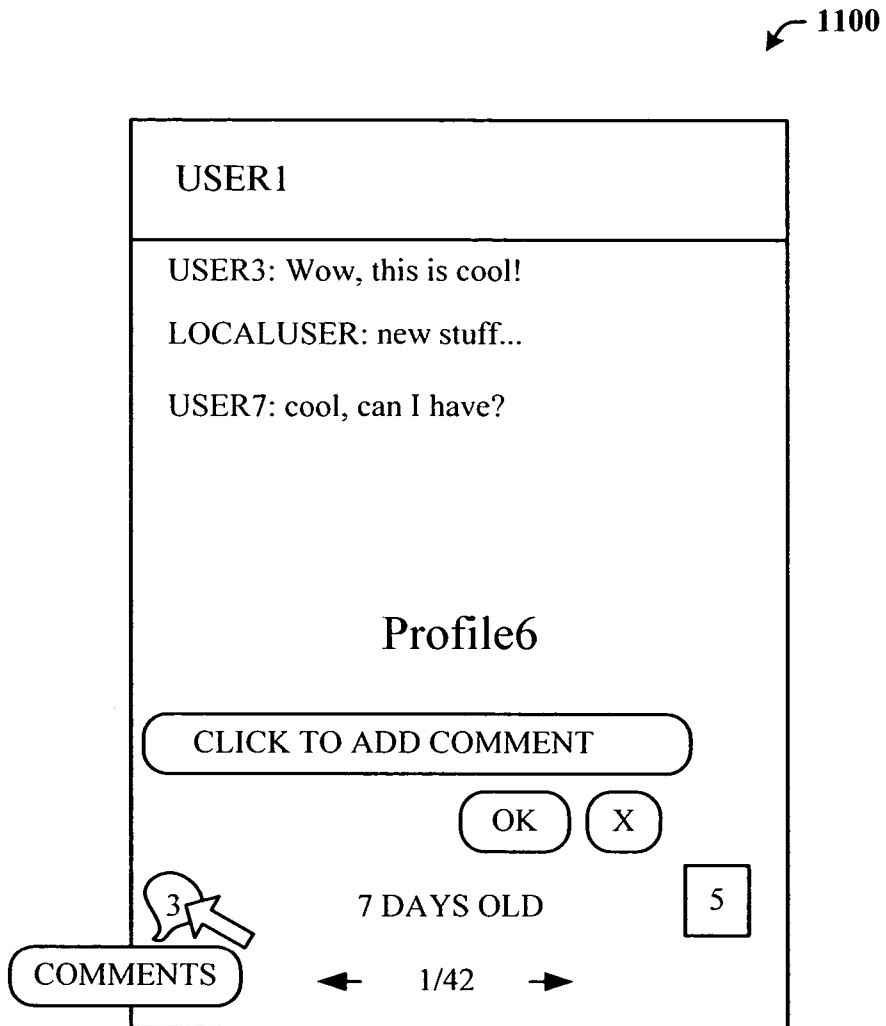 1100
USER1
USER3: Wow, this is cool!
LOCALUSER: new stuff...
USER7: cool, can I have?
Profile6
CLICK TO ADD COMMENT
OK X
3 7 DAYS OLD 5
COMMENTS 1/42